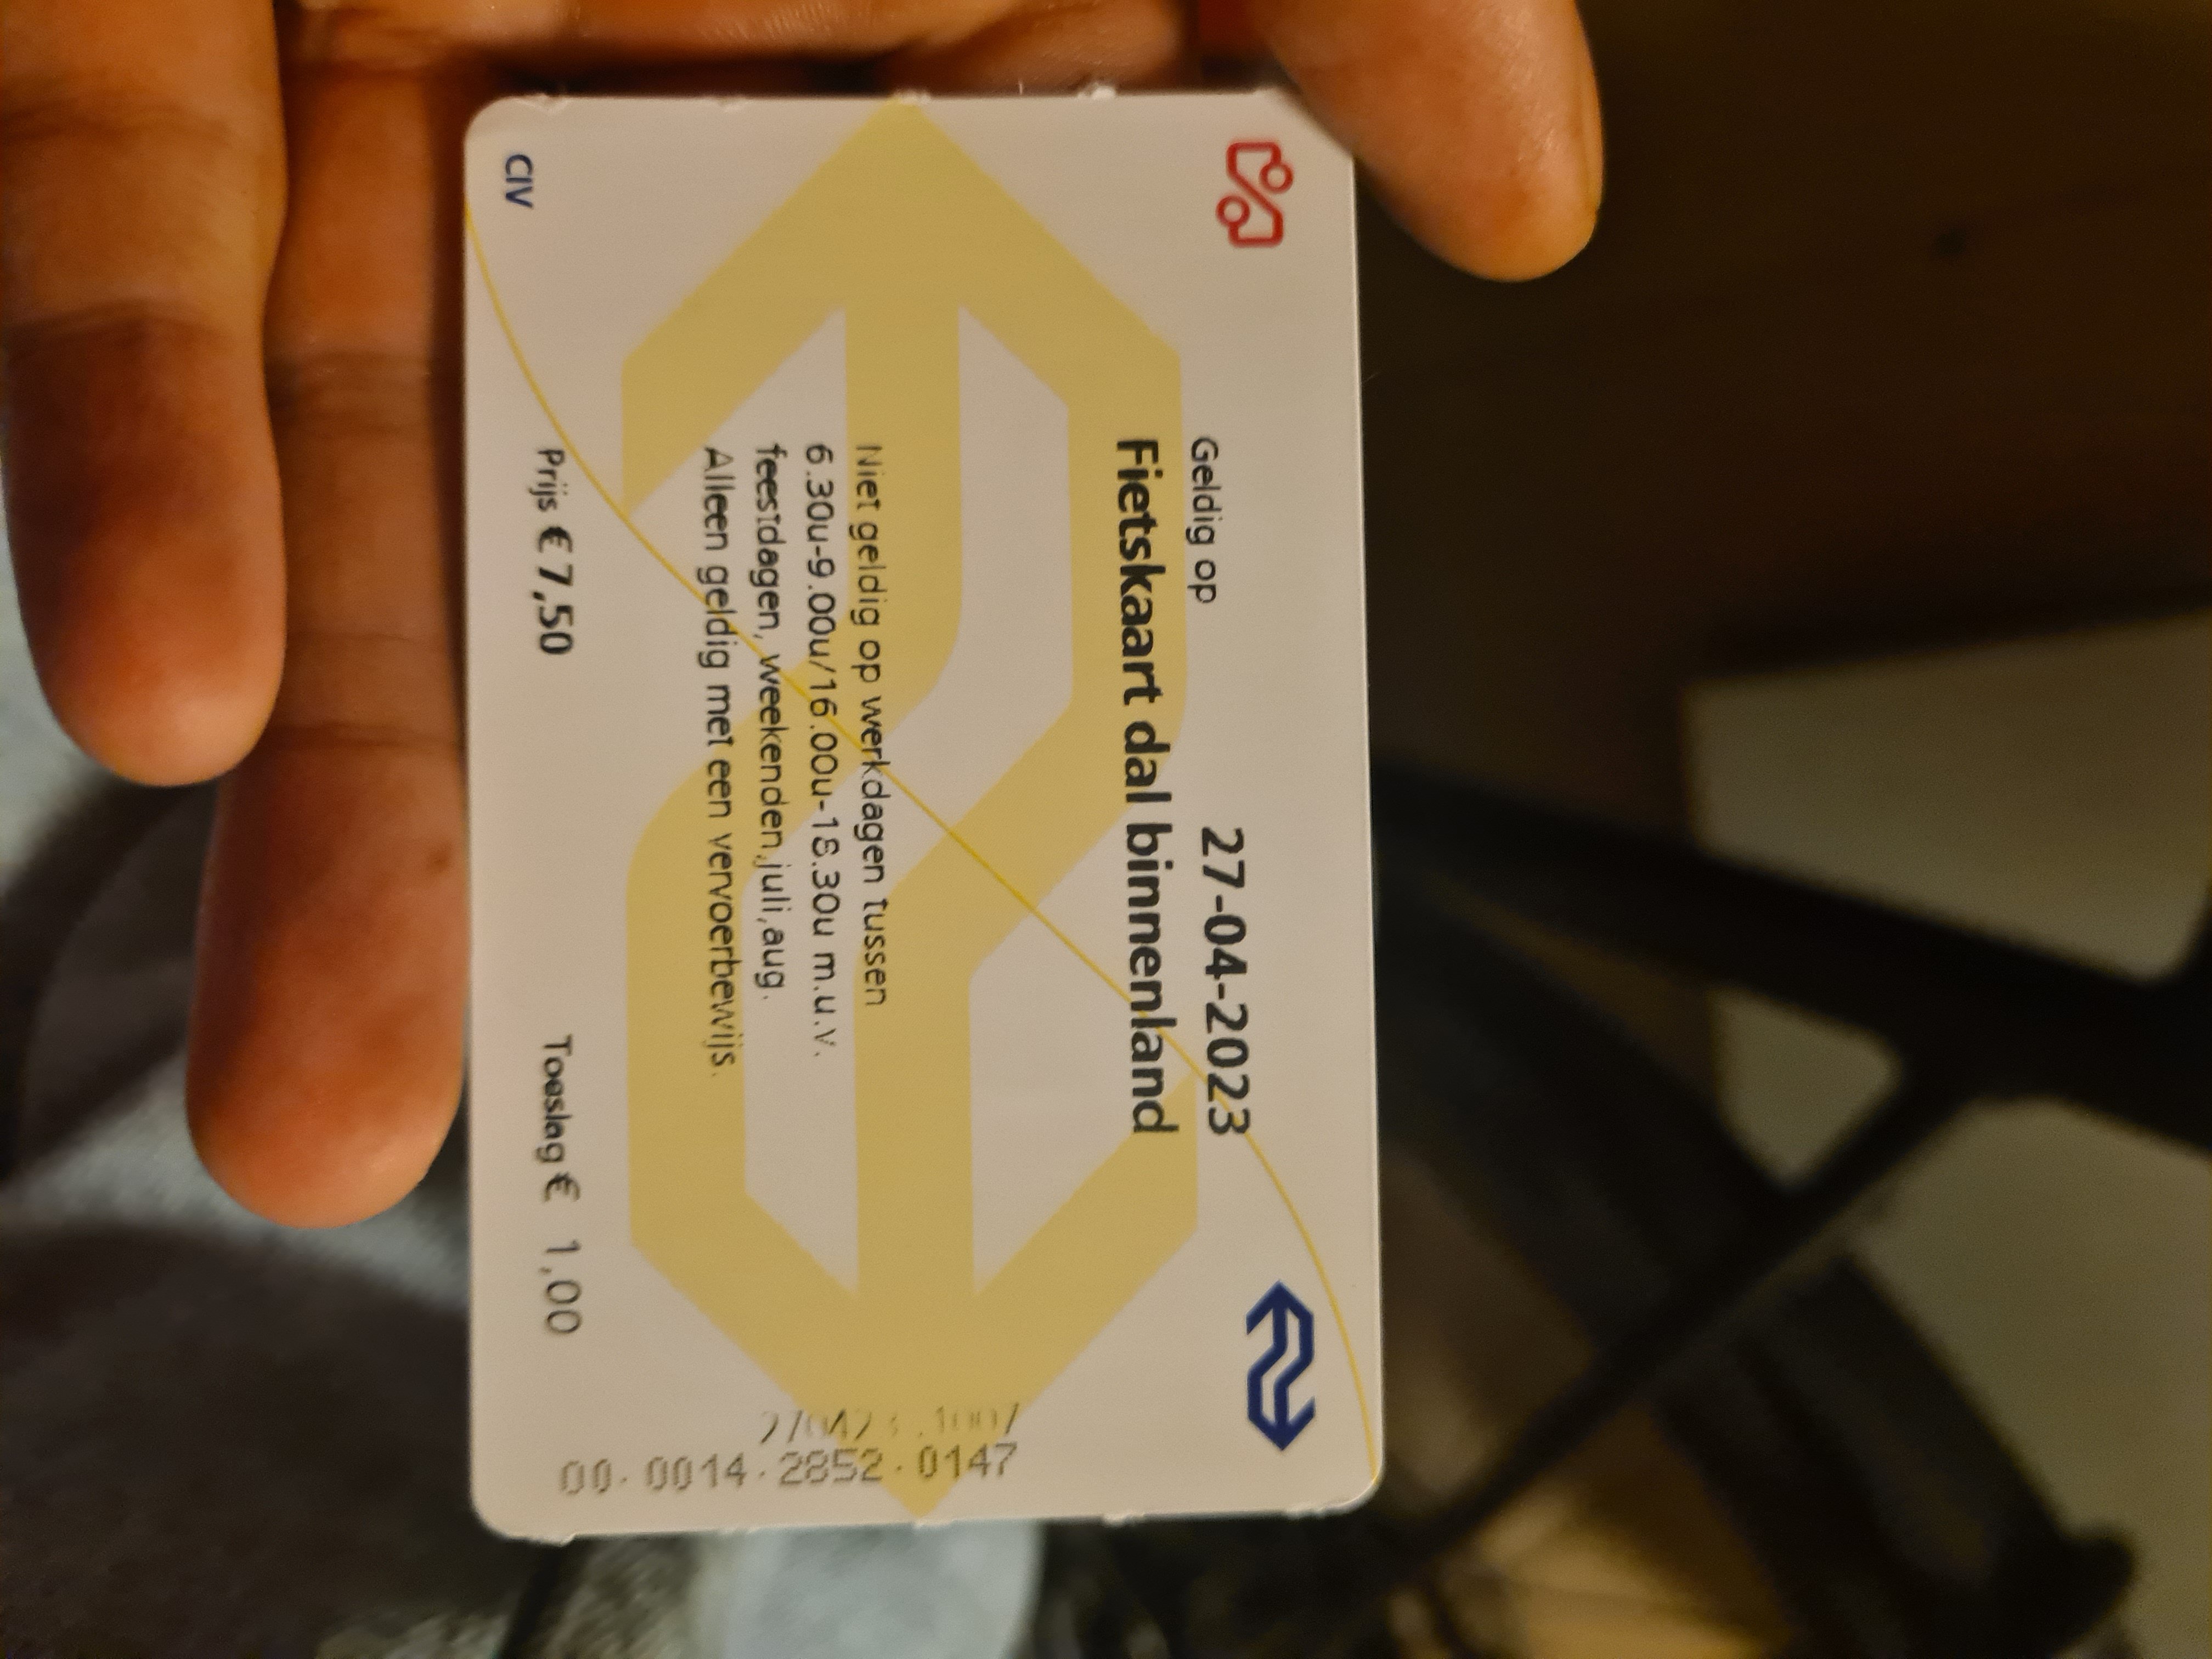 Geldig op 27-04-2023
Fietskaart dal binnenland
Niet geldig op werkdagen tussen
6.30u-9.00u/16.00u-18.30u m.u.v.
feestdagen, weekenden,juli,aug.
Alleen geldig met een vervoerbewijs.
Prijs € 7,50 Toeslag € 1,00
CIV
00.0014.2852.0147